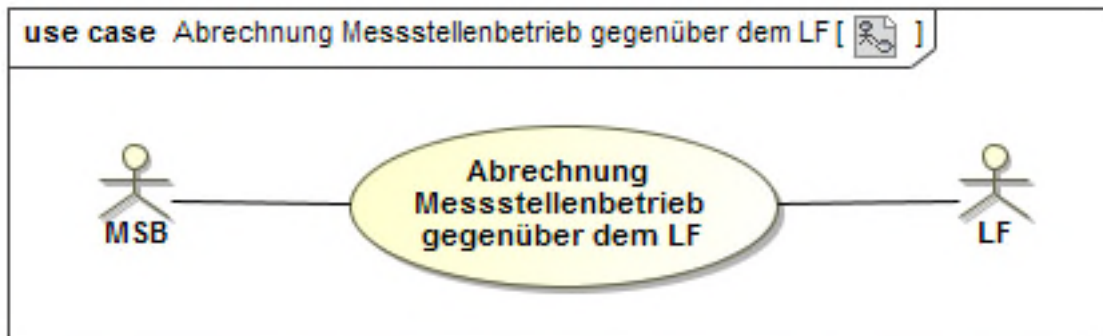 use case Abrechnung Messstellenbetrieb gegenüber dem LF [ ]
Abrechnung
Messstellenbetrieb
gegenüber dem LF
MSB
LF